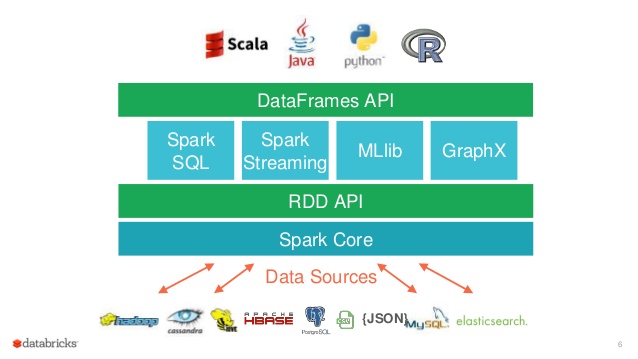 Scala
Java
python
R
DataFrames API
Spark SQL
Spark Streaming
MLlib
GraphX
RDD API
Spark Core
Data Sources
hadoop
cassandra
HIVE
APACHE
HBASE
PostgreSQL
CSV
{JSON}
MySQL
elasticsearch.
databricks
6